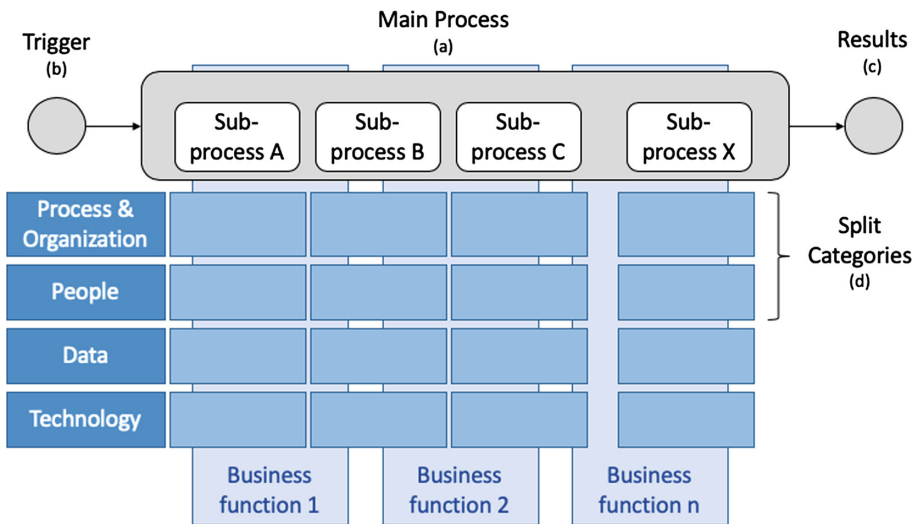 Main Process
(a)
Trigger
(b)
Results
(c)
Sub-
process A
Sub-
process B
Sub-
process C
Sub-
process X
Process &
Organization
People
Data
Technology
Split
Categories
(d)
Business
function 1
Business
function 2
Business
function n